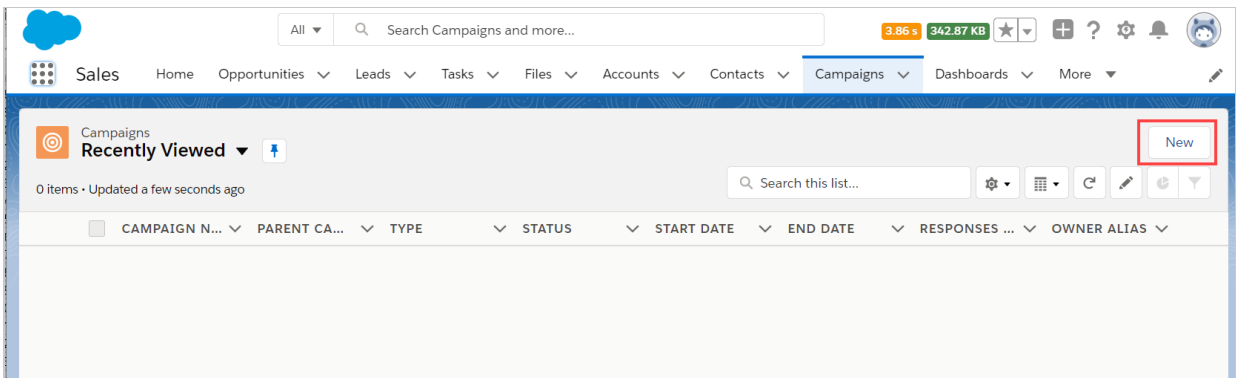 All Search Campaigns and more... 3.86 s 342.87 KB
Sales Home Opportunities Leads Tasks Files Accounts Contacts Campaigns Dashboards More
Campaigns
Recently Viewed
New
0 items • Updated a few seconds ago
Search this list...
CAMPAIGN N... PARENT CA... TYPE STATUS START DATE END DATE RESPONSES ... OWNER ALIAS